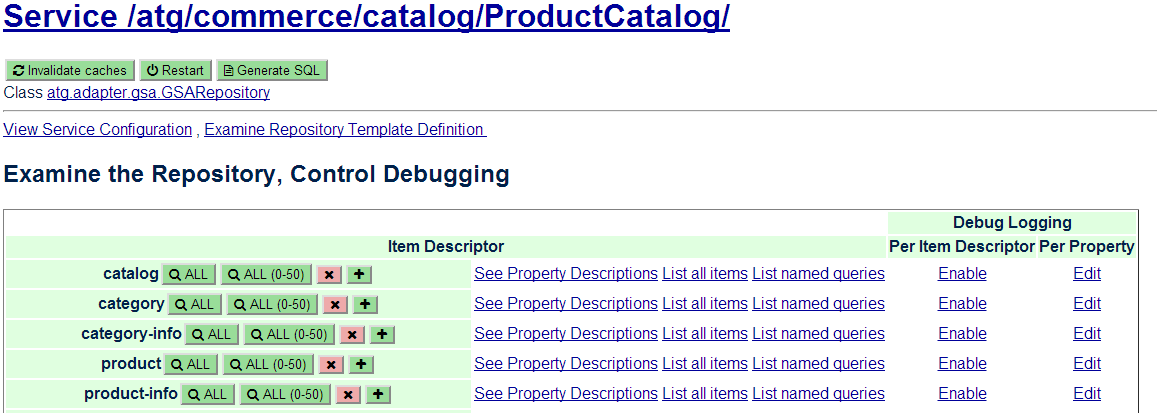 Service /atg/commerce/catalog/ProductCatalog/
Invalidate caches Restart Generate SQL
Class atg.adapter.gsa.GSARepository
View Service Configuration , Examine Repository Template Definition
Examine the Repository, Control Debugging
Debug Logging
Item Descriptor Per Item Descriptor Per Property
catalog ALL ALL (0-50) See Property Descriptions List all items List named queries Enable Edit
category ALL ALL (0-50) See Property Descriptions List all items List named queries Enable Edit
category-info ALL ALL (0-50) See Property Descriptions List all items List named queries Enable Edit
product ALL ALL (0-50) See Property Descriptions List all items List named queries Enable Edit
product-info ALL ALL (0-50) See Property Descriptions List all items List named queries Enable Edit